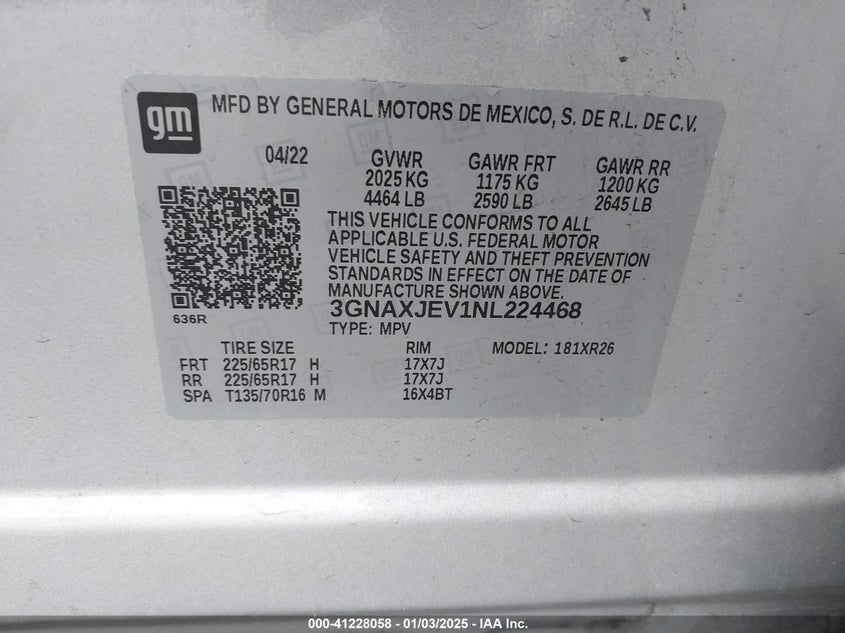 gm MFD BY GENERAL MOTORS DE MEXICO, S. DE R.L. DE C.V.
04/22 GVWR GAWR FRT GAWR RR
2025 KG 1175 KG 1200 KG
4464 LB 2590 LB 2645 LB
THIS VEHICLE CONFORMS TO ALL
APPLICABLE U.S. FEDERAL MOTOR
VEHICLE SAFETY AND THEFT PREVENTION
STANDARDS IN EFFECT ON THE DATE OF
MANUFACTURE SHOWN ABOVE.
636R 3GNAXJEV1NL224468
TYPE: MPV
TIRE SIZE RIM MODEL: 181XR26
FRT 225/65R17 H 17X7J
RR 225/65R17 H 17X7J
SPA T135/70R16 M 16X4BT
000-41228058 - 01/03/2025 - IAA Inc.